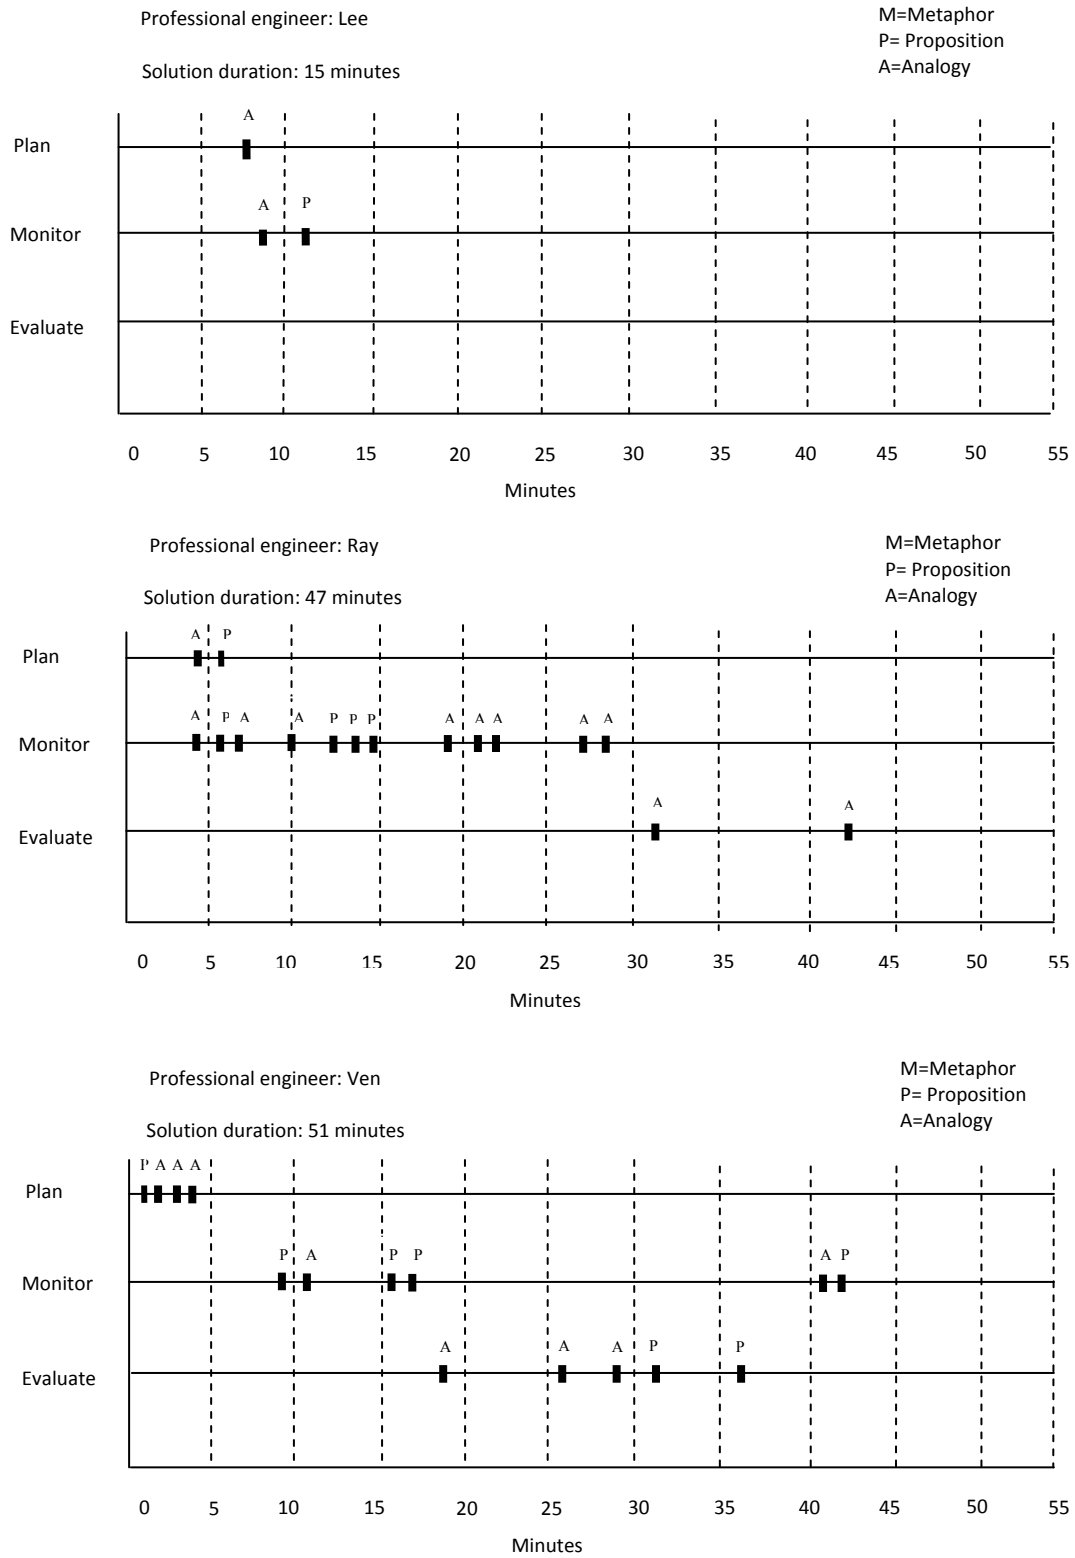 Professional engineer: Lee
M=Metaphor
P= Proposition
A=Analogy
Solution duration: 15 minutes
A
Plan
A P
Monitor
Evaluate
0 5 10 15 20 25 30 35 40 45 50 55
Minutes
Professional engineer: Ray
M=Metaphor
P= Proposition
A=Analogy
Solution duration: 47 minutes
A P
Plan
A P A A P P P A A A A A
Monitor
A A
Evaluate
0 5 10 15 20 25 30 35 40 45 50 55
Minutes
Professional engineer: Ven
M=Metaphor
P= Proposition
A=Analogy
Solution duration: 51 minutes
P A A A
Plan
P A P P A P
Monitor
A A A P P
Evaluate
0 5 10 15 20 25 30 35 40 45 50 55
Minutes